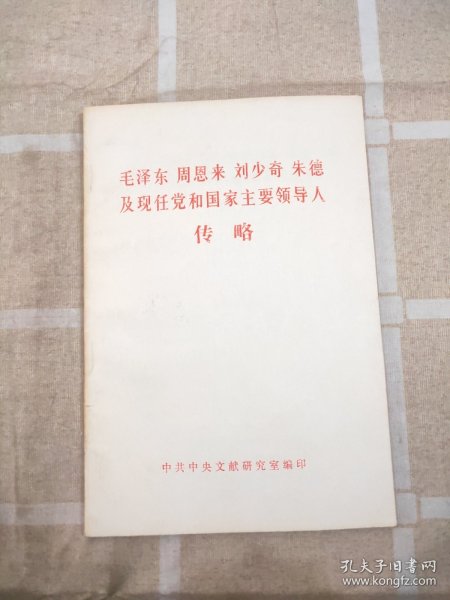 毛泽东 周恩来 刘少奇 朱德
及现任党和国家主要领导人
传略
中共中央文献研究室编印
孔夫子旧书网
www.kongfz.com